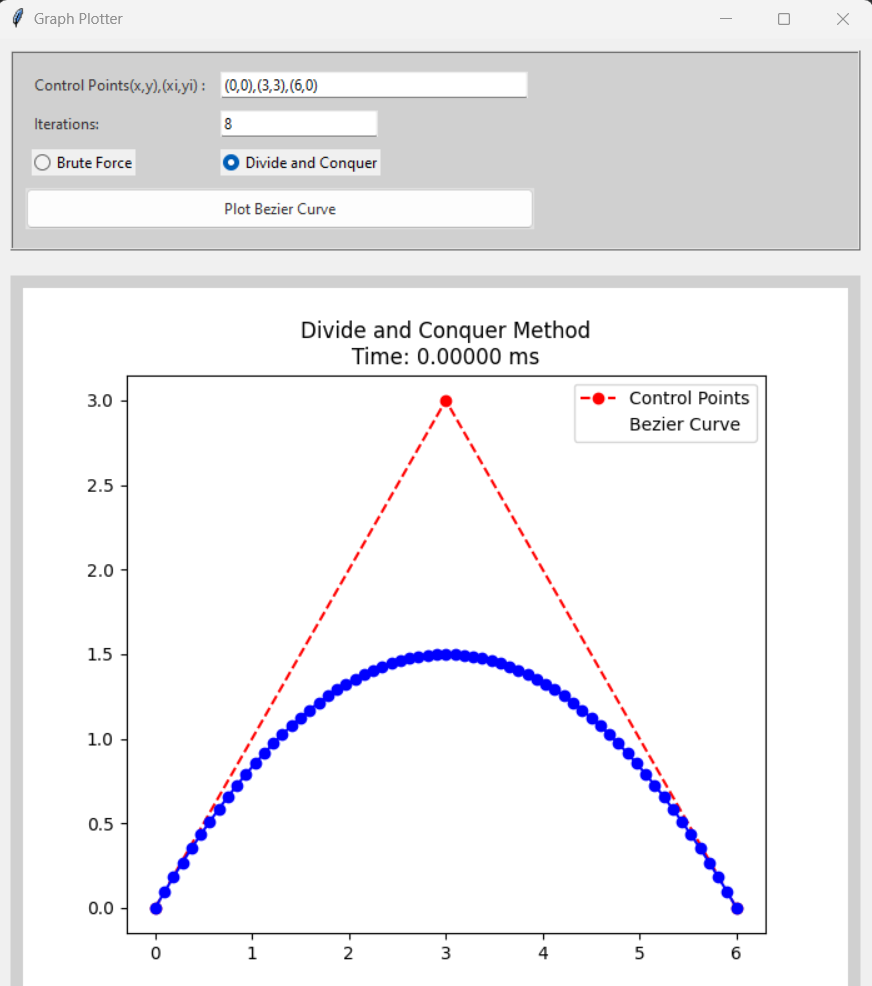 Graph Plotter
Control Points(x,y),(xi,yi) : (0,0),(3,3),(6,0)
Iterations: 8
Brute Force Divide and Conquer
Plot Bezier Curve
Divide and Conquer Method
Time: 0.00000 ms
Control Points
Bezier Curve
3.0
2.5
2.0
1.5
1.0
0.5
0.0
0 1 2 3 4 5 6